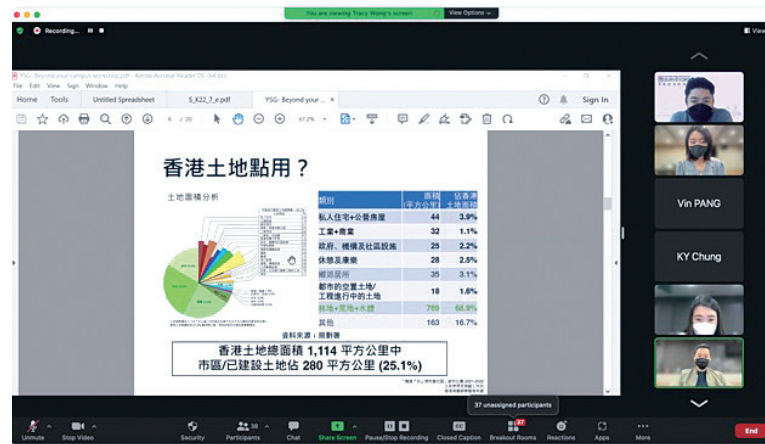 You are viewing Tracy Wong's screen
View Options
Recording...
View
YSG- Beyond your campus workshop.pdf - Adobe Acrobat Reader DC (64-bit)
File Edit View Sign Window Help
Home Tools Untitled Spreadsheet S_K22_7_e.pdf YSG- Beyond your ... ×
Sign In
6 / 20
67.2%
香港土地點用？
土地面積分析
類別 面積 (平方公里) 佔香港土地面積
私人住宅+公營房屋 44 3.9%
工業+商業 32 1.1%
政府、機構及社區設施 25 2.2%
休憩及康樂 28 2.5%
鄉郊居所 35 3.1%
都市的空置土地/
工程進行中的土地 18 1.6%
林地+荒地+水體 769 68.9%
其他 163 16.7%
資料來源：規劃署
香港土地總面積 1,114 平方公里中
市區/已建設土地佔 280 平方公里 (25.1%)
Vin PANG
KY Chung
37 unassigned participants
Unmute
Stop Video
Security
Participants
38
Chat
Share Screen
Pause/Stop Recording
Closed Caption
Breakout Rooms
37
Reactions
Apps
More
End